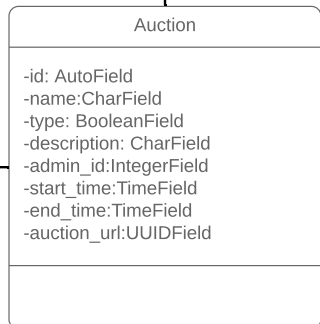 Auction
-id: AutoField
-name:CharField
-type: BooleanField
-description: CharField
-admin_id:IntegerField
-start_time:TimeField
-end_time:TimeField
-auction_url:UUIDField